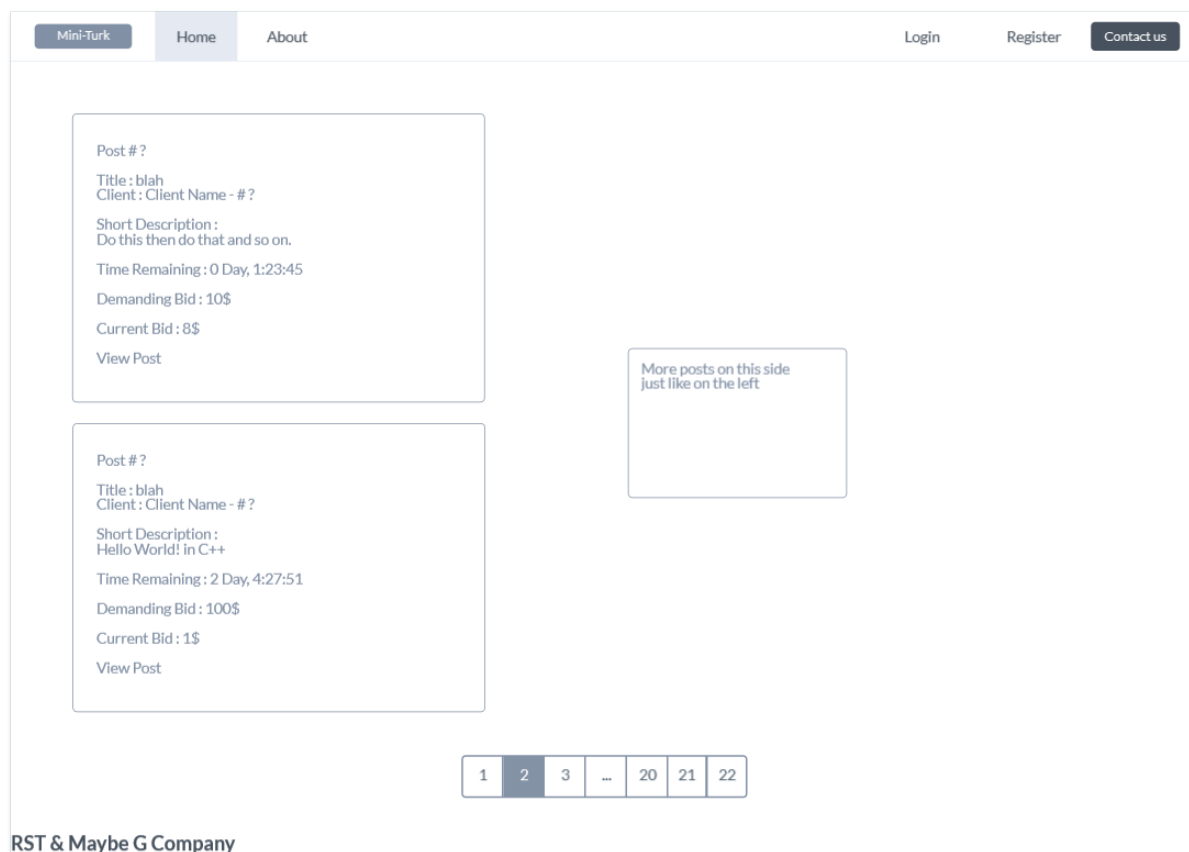 Mini-Turk
Home
About
Login
Register
Contact us
Post # ?
Title : blah
Client : Client Name - # ?
Short Description :
Do this then do that and so on.
Time Remaining : 0 Day, 1:23:45
Demanding Bid : 10$
Current Bid : 8$
View Post
More posts on this side
just like on the left
Post # ?
Title : blah
Client : Client Name - # ?
Short Description :
Hello World! in C++
Time Remaining : 2 Day, 4:27:51
Demanding Bid : 100$
Current Bid : 1$
View Post
1 2 3 ... 20 21 22
RST & Maybe G Company